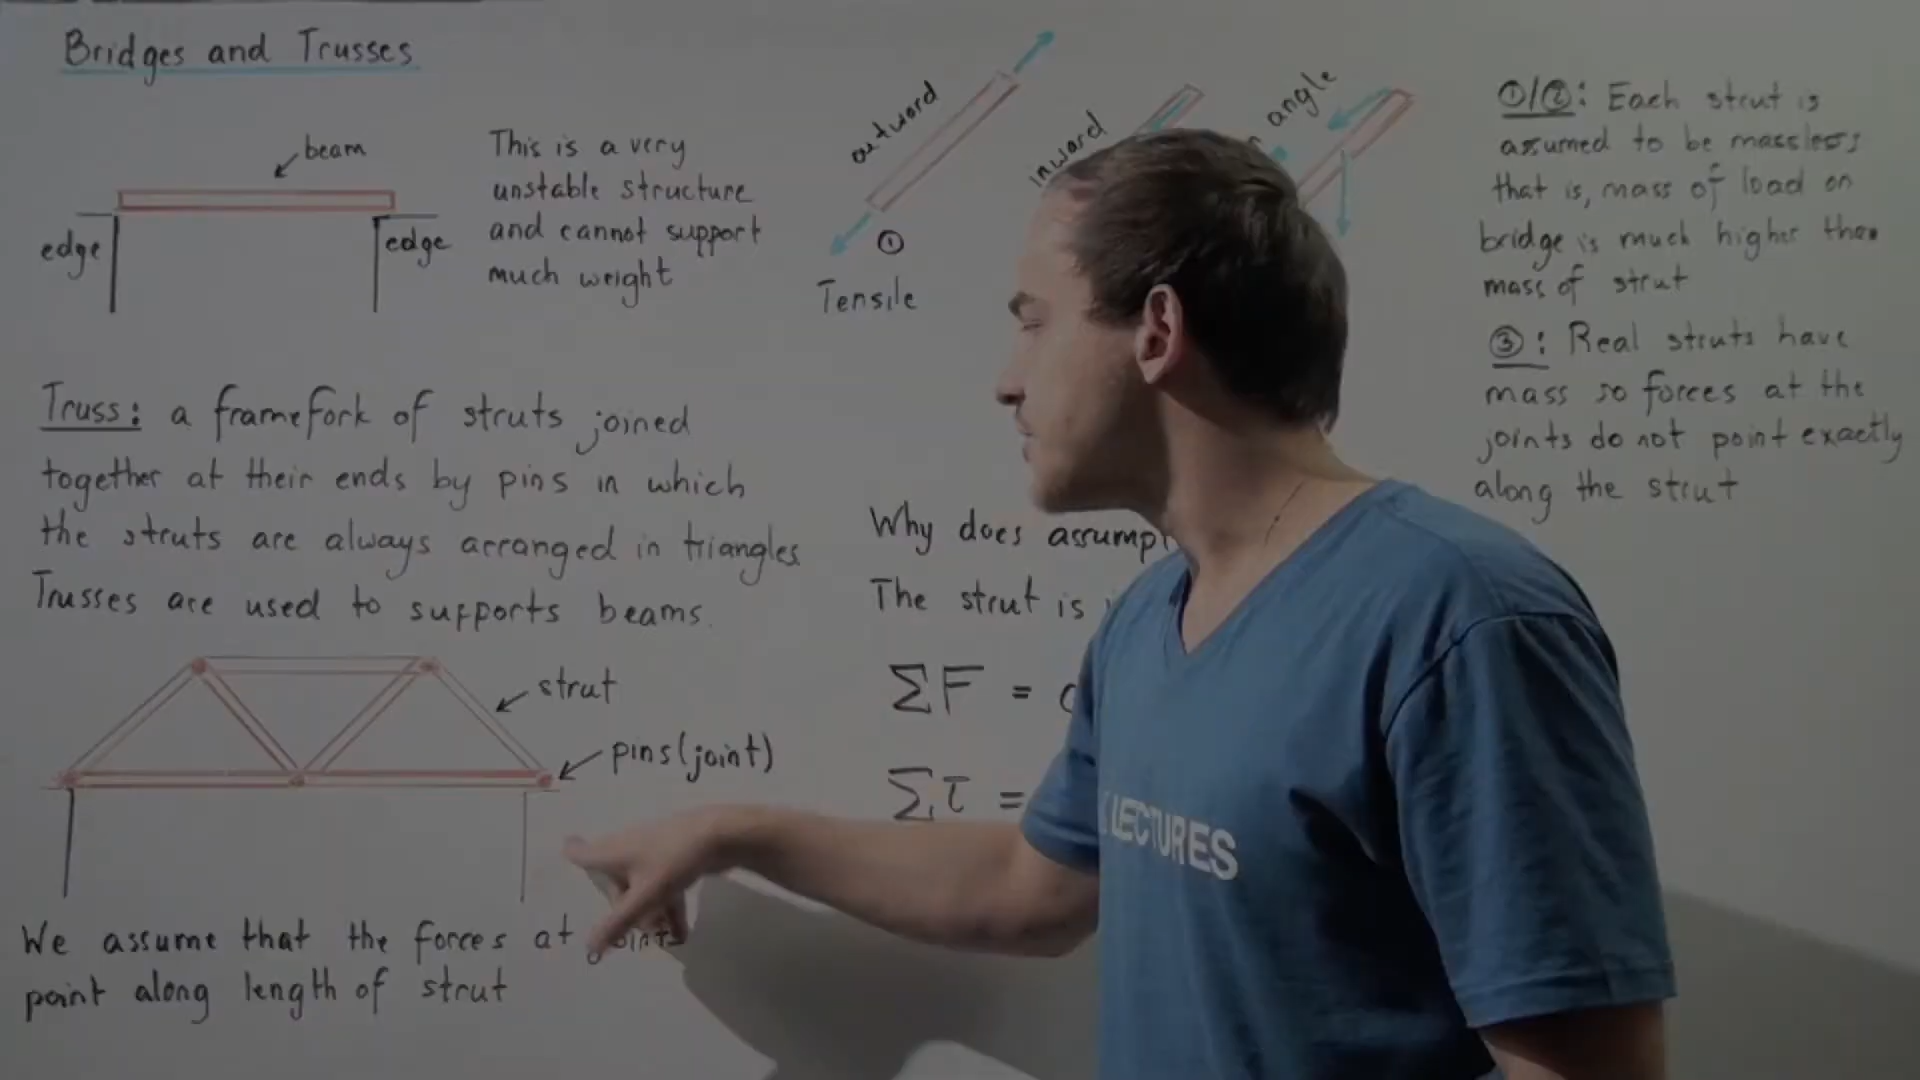 Bridges and Trusses
beam
edge
edge
This is a very
unstable structure
and cannot support
much weight
Truss: a framefork of struts joined
together at their ends by pins in which
the struts are always arranged in triangles.
Trusses are used to supports beams.
strut
pins (joint)
We assume that the forces at
point along length of strut
outward
①
Tensile
inward
angle
Why does
The strut is
ΣF =
Στ =
①/②: Each strut is
assumed to be massless
that is, mass of load on
bridge is much higher than
mass of strut
③: Real struts have
mass so forces at the
joints do not point exactly
along the strut
LECTURES